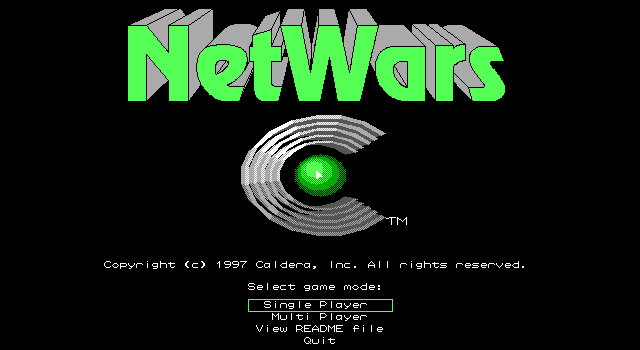 NetWars
TM
Copyright (c) 1997 Caldera, Inc. All rights reserved.
Select game mode:
Single Player
Multi Player
View README file
Quit